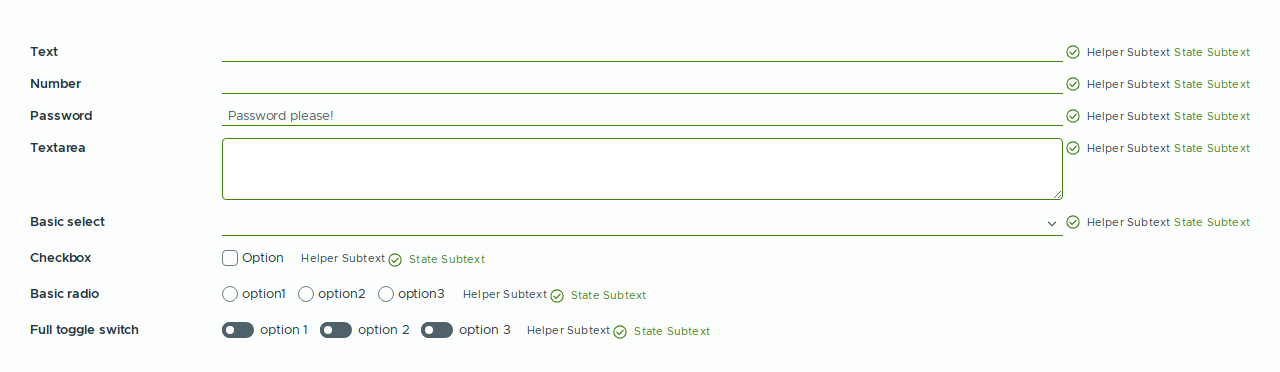 Text Helper Subtext State Subtext
Number Helper Subtext State Subtext
Password Password please! Helper Subtext State Subtext
Textarea Helper Subtext State Subtext
Basic select Helper Subtext State Subtext
Checkbox Option Helper Subtext State Subtext
Basic radio option1 option2 option3 Helper Subtext State Subtext
Full toggle switch option 1 option 2 option 3 Helper Subtext State Subtext